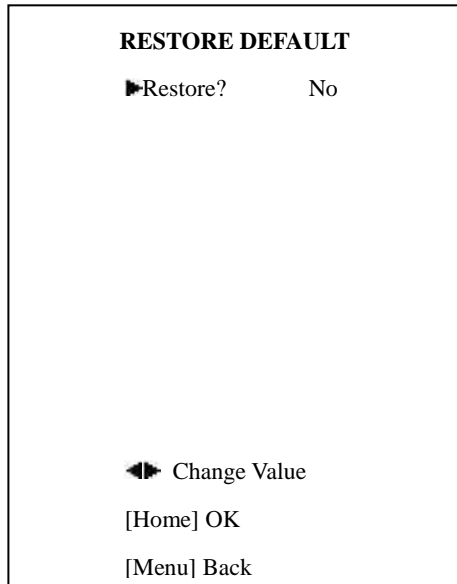 RESTORE DEFAULT
Restore? No
Change Value
[Home] OK
[Menu] Back